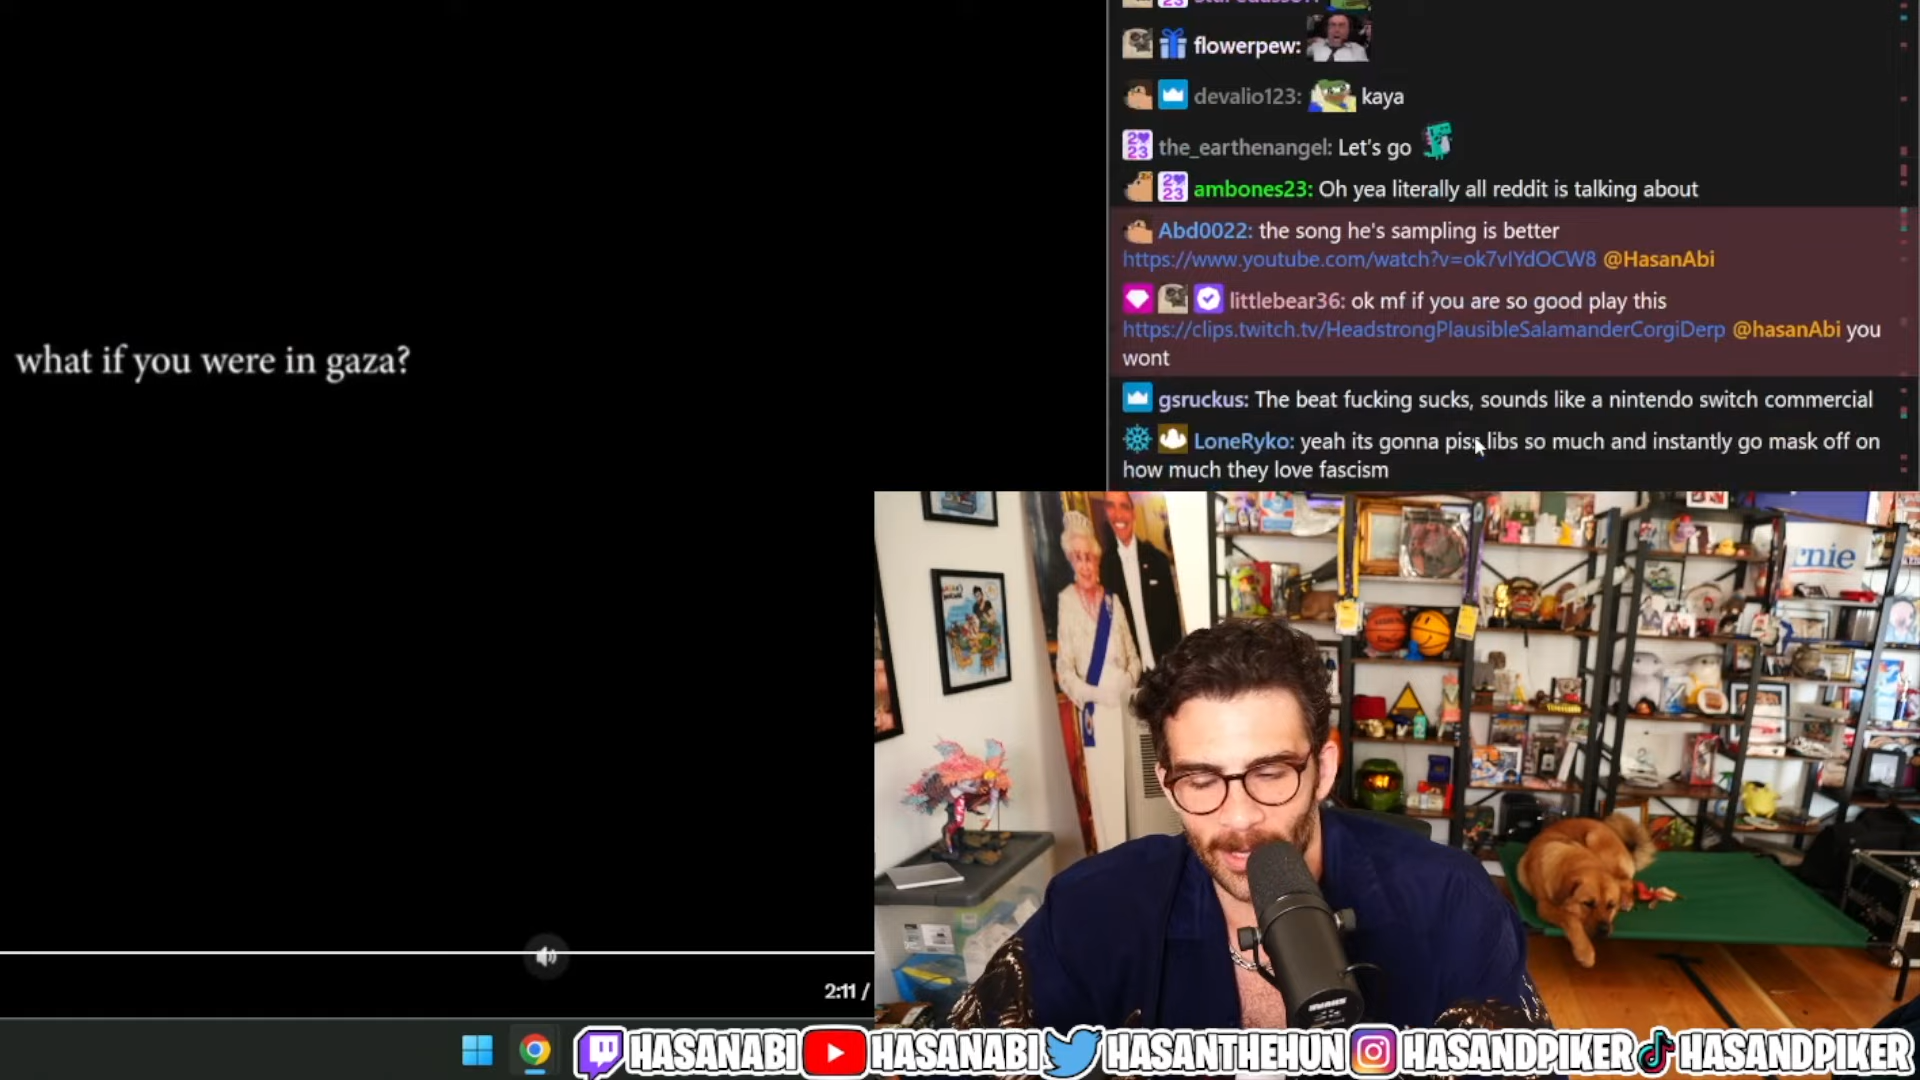 flowerpew:
devalio123: kaya
the_earthenangel: Let's go
ambones23: Oh yea literally all reddit is talking about
Abd0022: the song he's sampling is better
https://www.youtube.com/watch?v=ok7vIYdOCW8 @HasanAbi
littlebear36: ok mf if you are so good play this
https://clips.twitch.tv/HeadstrongPlausibleSalamanderCorgiDerp @hasanAbi you
wont
what if you were in gaza?
gsruckus: The beat fucking sucks, sounds like a nintendo switch commercial
LoneRyko: yeah its gonna piss libs so much and instantly go mask off on
how much they love fascism
rnie
2:11 /
HASANABI HASANABI HASANTHEHUN HASANDPIKER HASANDPIKER